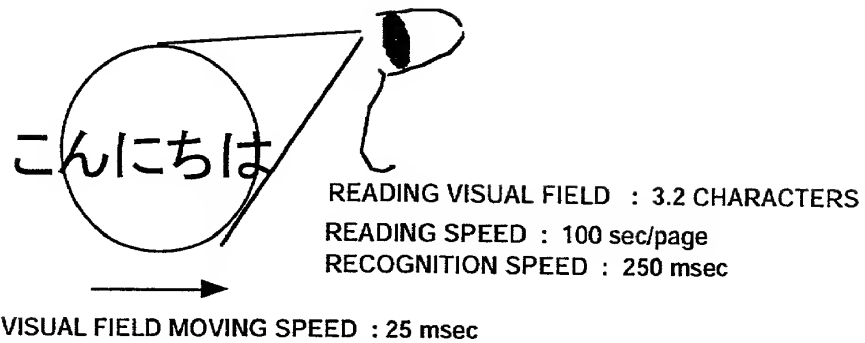 こんにちは
READING VISUAL FIELD : 3.2 CHARACTERS
READING SPEED : 100 sec/page
RECOGNITION SPEED : 250 msec
VISUAL FIELD MOVING SPEED : 25 msec